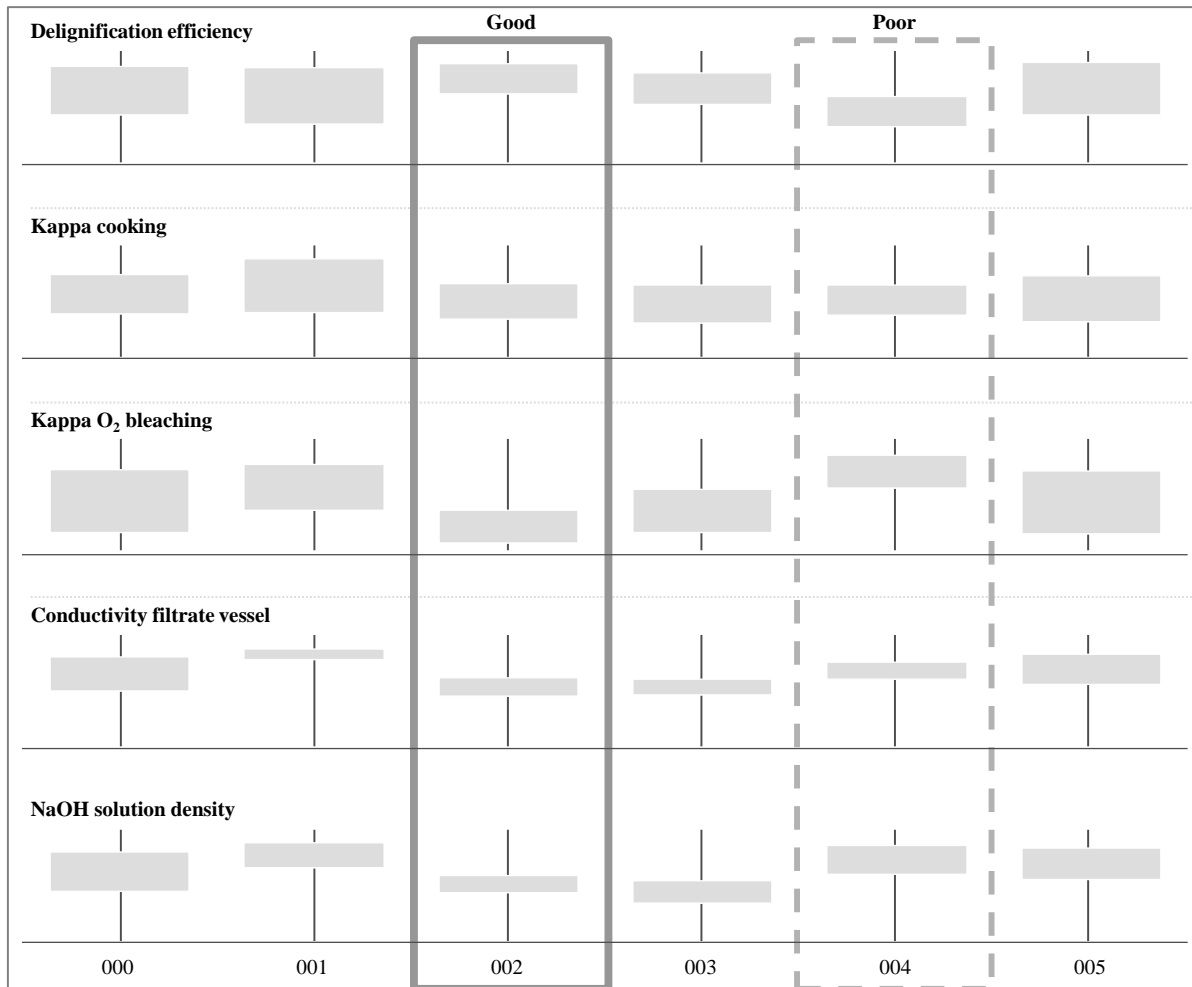 Good
Poor
Delignification efficiency
Kappa cooking
Kappa O₂ bleaching
Conductivity filtrate vessel
NaOH solution density
000 001 002 003 004 005